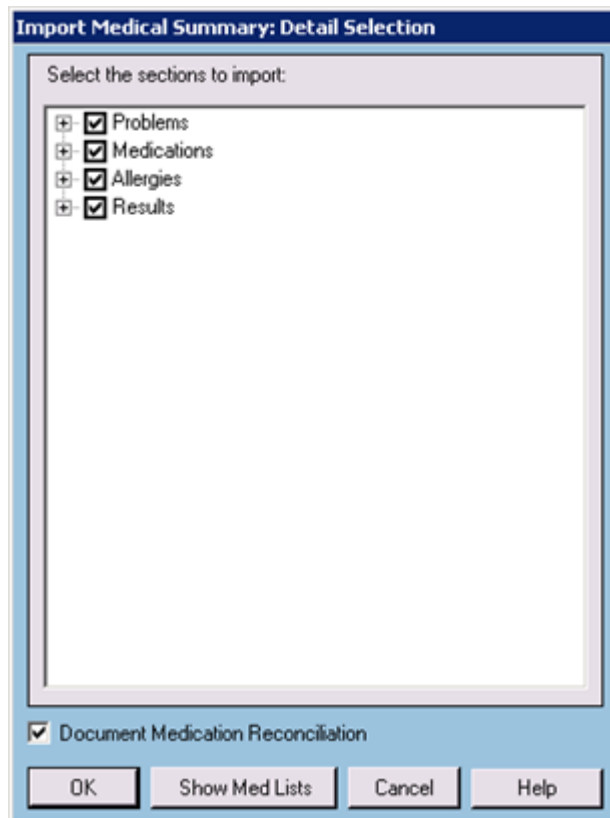 Import Medical Summary: Detail Selection
Select the sections to import:
Problems
Medications
Allergies
Results
Document Medication Reconciliation
OK Show Med Lists Cancel Help